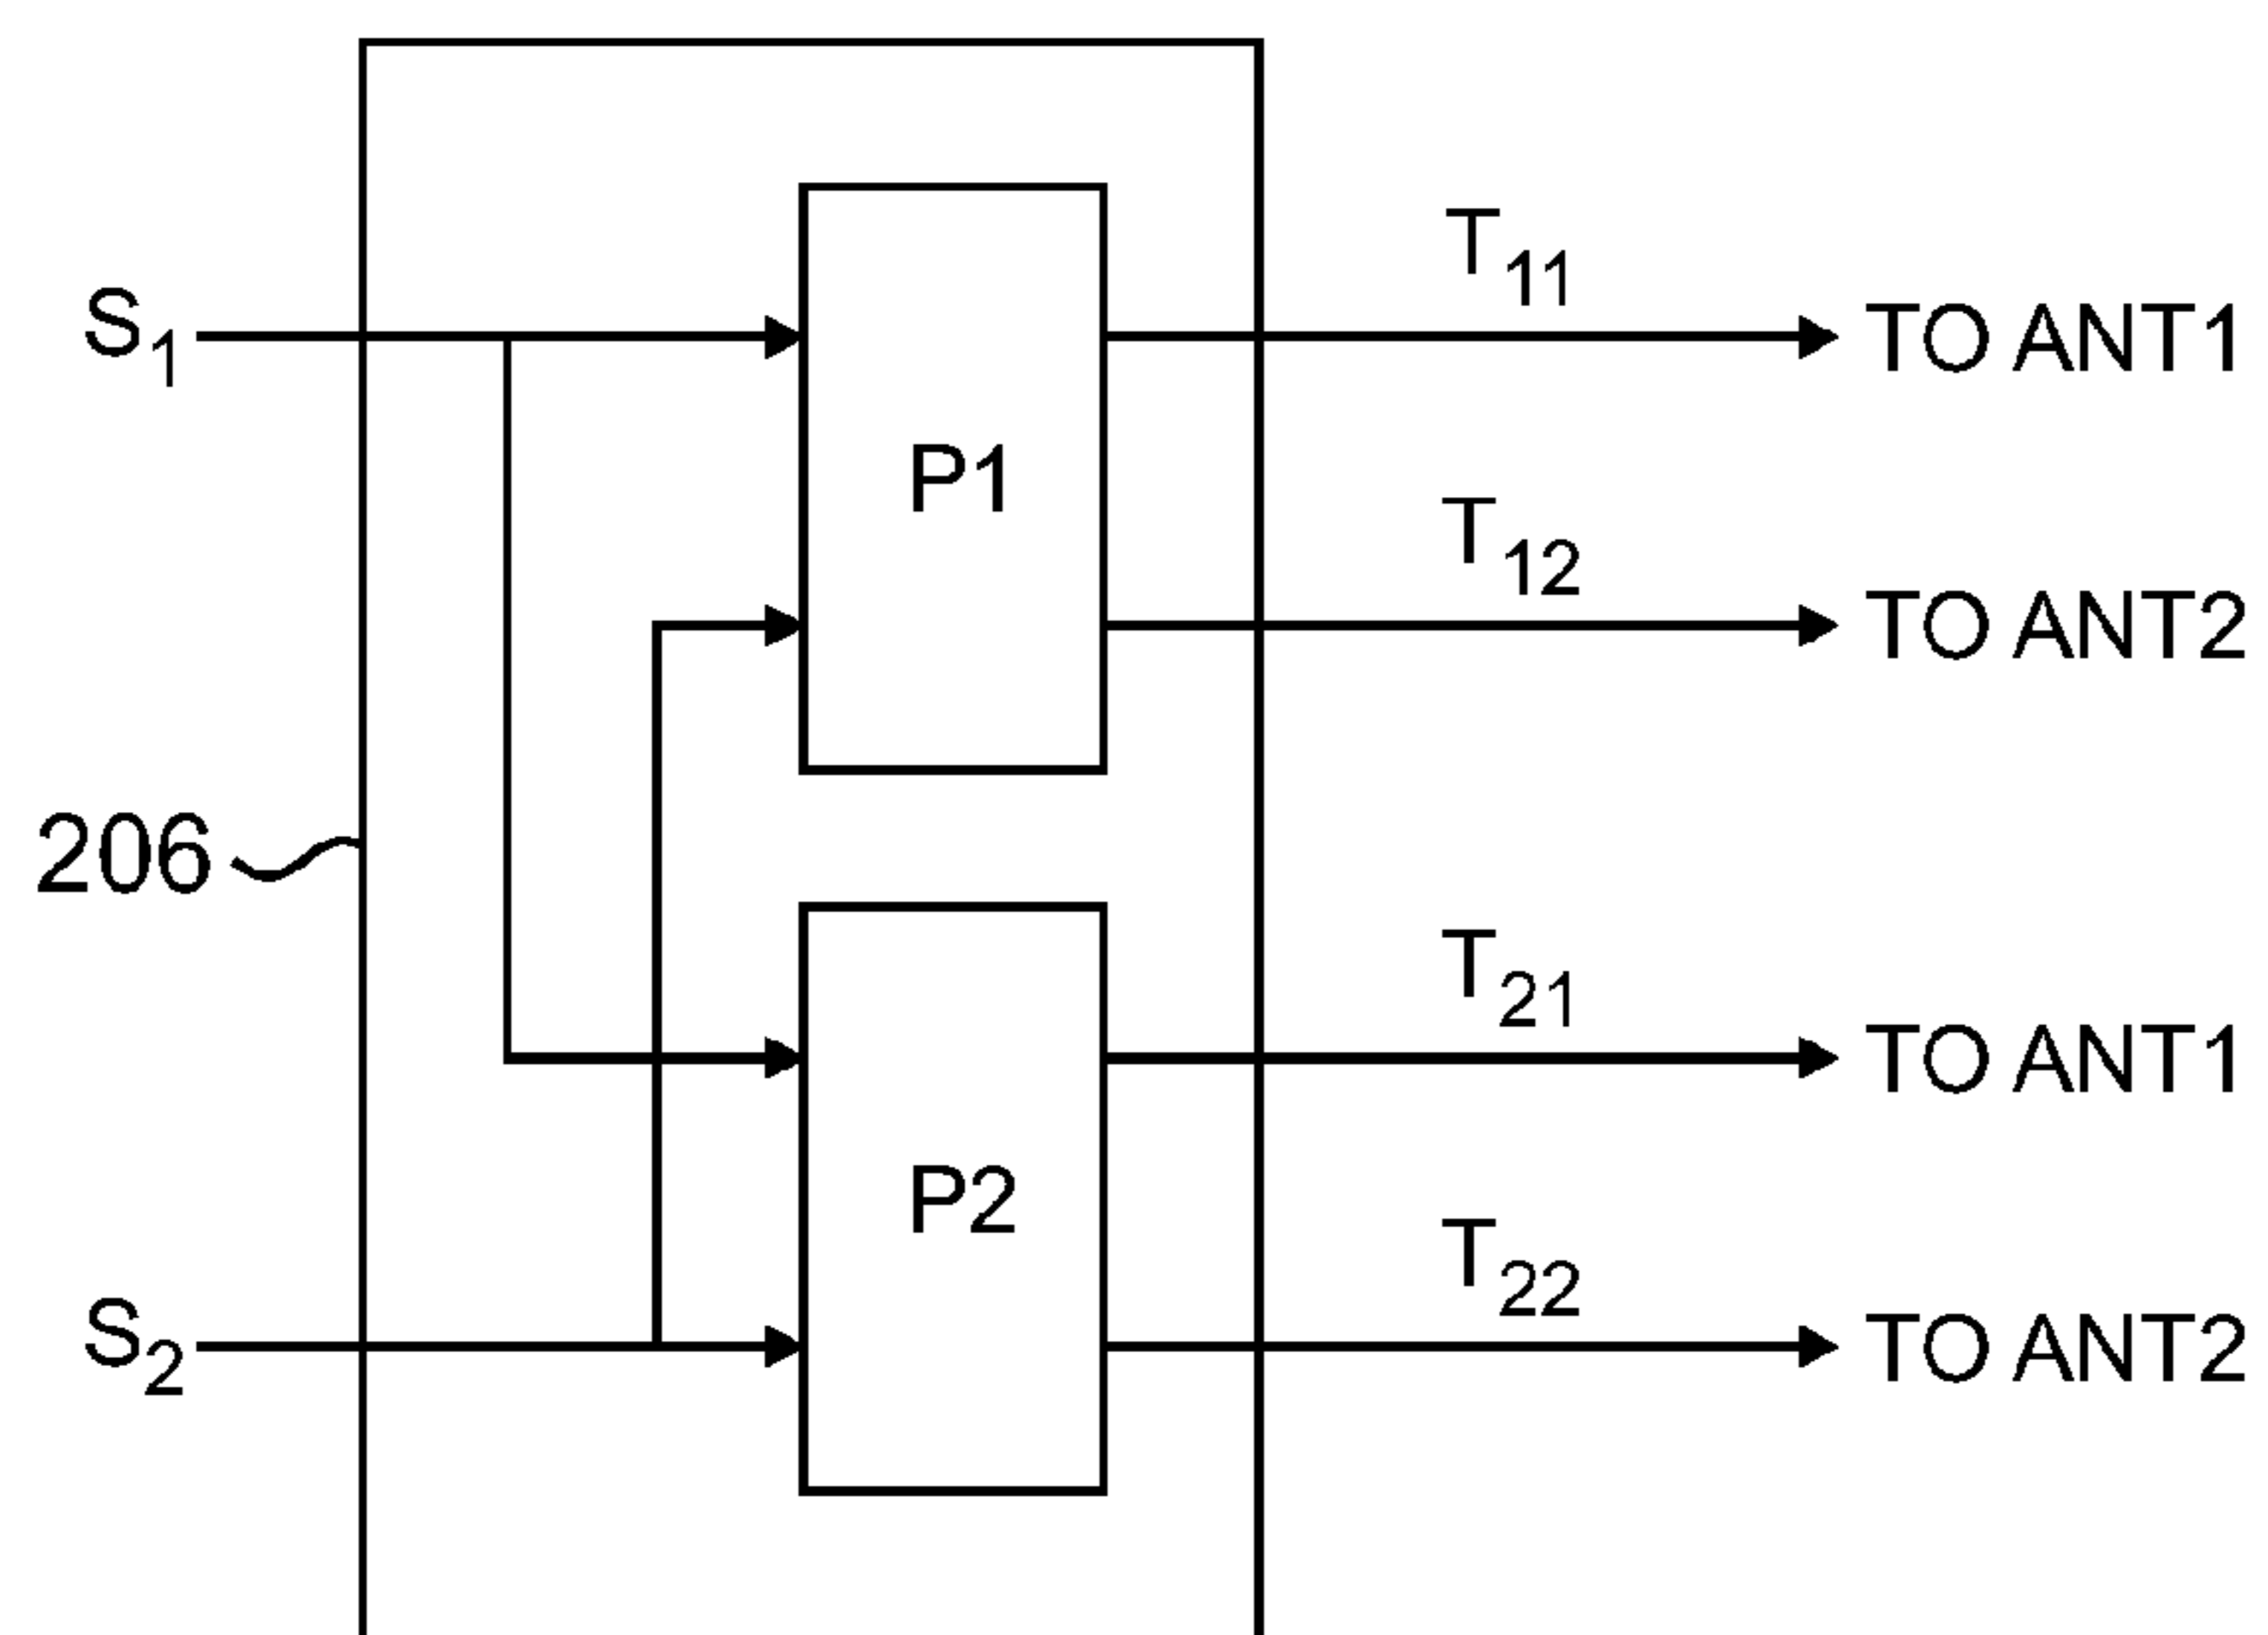 T11
S1 TO ANT1
P1
T12
TO ANT2
206
T21
TO ANT1
P2
T22
S2 TO ANT2